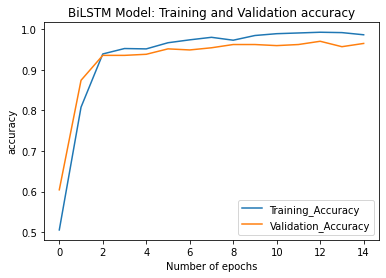 BiLSTM Model: Training and Validation accuracy
1.0
0.9
0.8
0.7
0.6
0.5
accuracy
Training_Accuracy
Validation_Accuracy
0 2 4 6 8 10 12 14
Number of epochs